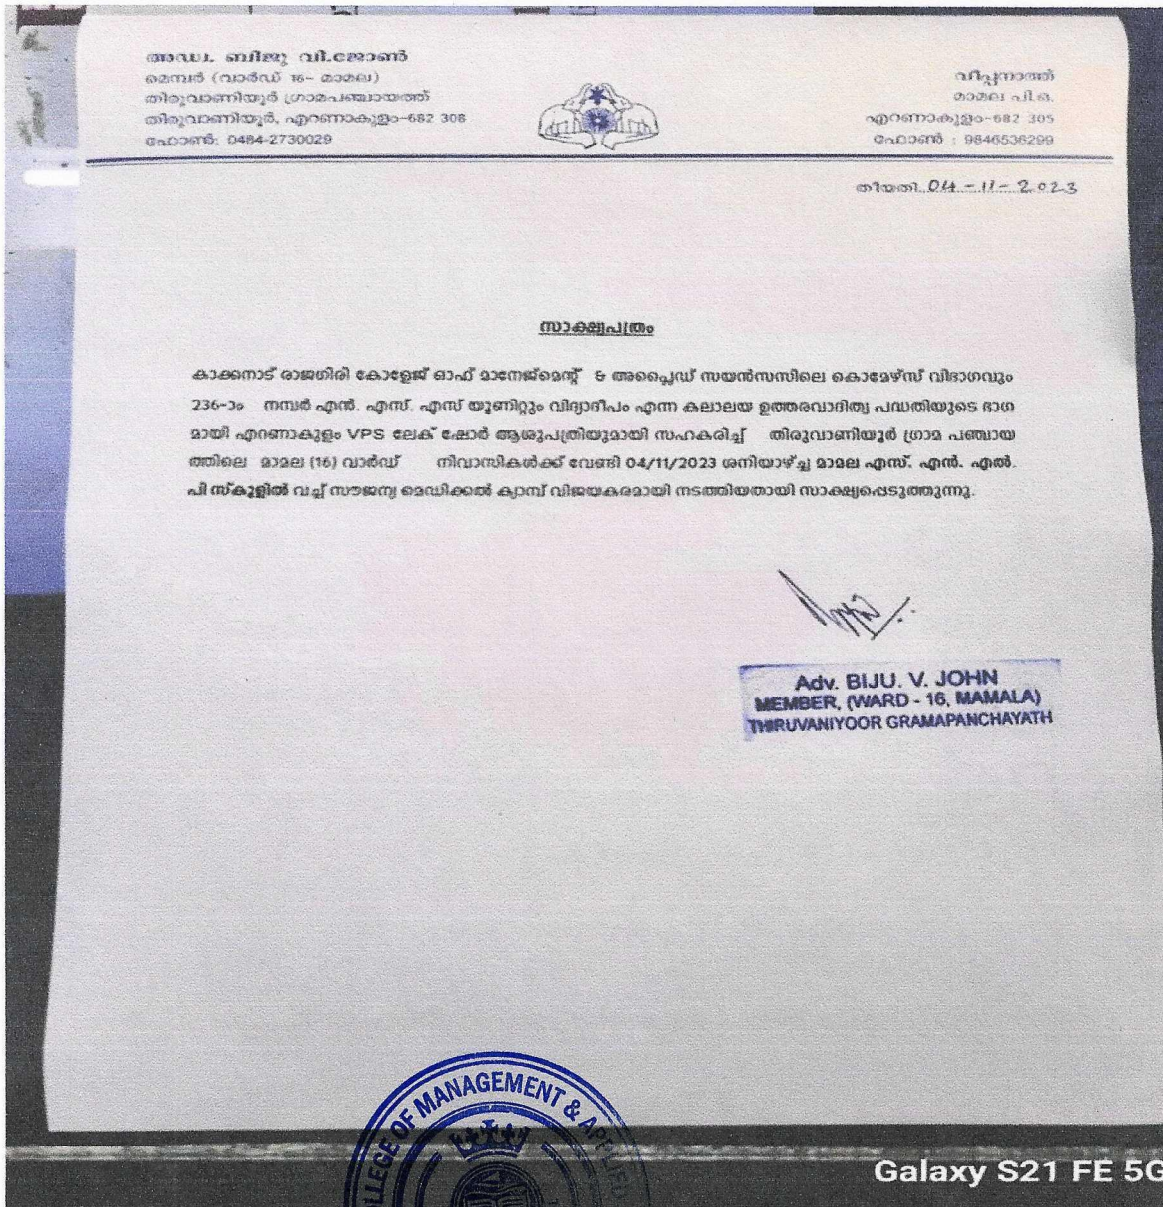 അഡ്വ. ബിജു വി.ജോൺ
മെമ്പർ (വാർഡ് 16- മാമല)
തിരുവാണിയൂർ ഗ്രാമപഞ്ചായത്ത്
തിരുവാണിയൂർ, എറണാകുളം-682 308
ഫോൺ: 0484-2730029
വീപ്പനാത്ത്
മാമല പി.ഒ.
എറണാകുളം-682 305
ഫോൺ : 9846536299
തീയതി 04-11-2023
സാക്ഷ്യപത്രം
കാക്കനാട് രാജഗിരി കോളേജ് ഓഫ് മാനേജ്മെന്റ് & അപ്ലൈഡ് സയൻസസിലെ കൊമേഴ്സ് വിഭാഗവും
236-ാം നമ്പർ എൻ. എസ്. എസ് യൂണിറ്റും വിദ്യാദീപം എന്ന കലാലയ ഉത്തരവാദിത്വ പദ്ധതിയുടെ ഭാഗ
മായി എറണാകുളം VPS ലേക് ഷോർ ആശുപത്രിയുമായി സഹകരിച്ച് തിരുവാണിയൂർ ഗ്രാമ പഞ്ചായ
ത്തിലെ മാമല (16) വാർഡ് നിവാസികൾക്ക് വേണ്ടി 04/11/2023 ശനിയാഴ്ച്ച മാമല എസ്. എൻ. എൽ.
പി സ്കൂളിൽ വച്ച് സൗജന്യ മെഡിക്കൽ ക്യാമ്പ് വിജയകരമായി നടത്തിയതായി സാക്ഷ്യപ്പെടുത്തുന്നു.
Adv. BIJU. V. JOHN
MEMBER, (WARD - 16, MAMALA)
THIRUVANIYOOR GRAMAPANCHAYATH
OF MANAGEMENT & APPLIED
Galaxy S21 FE 5G